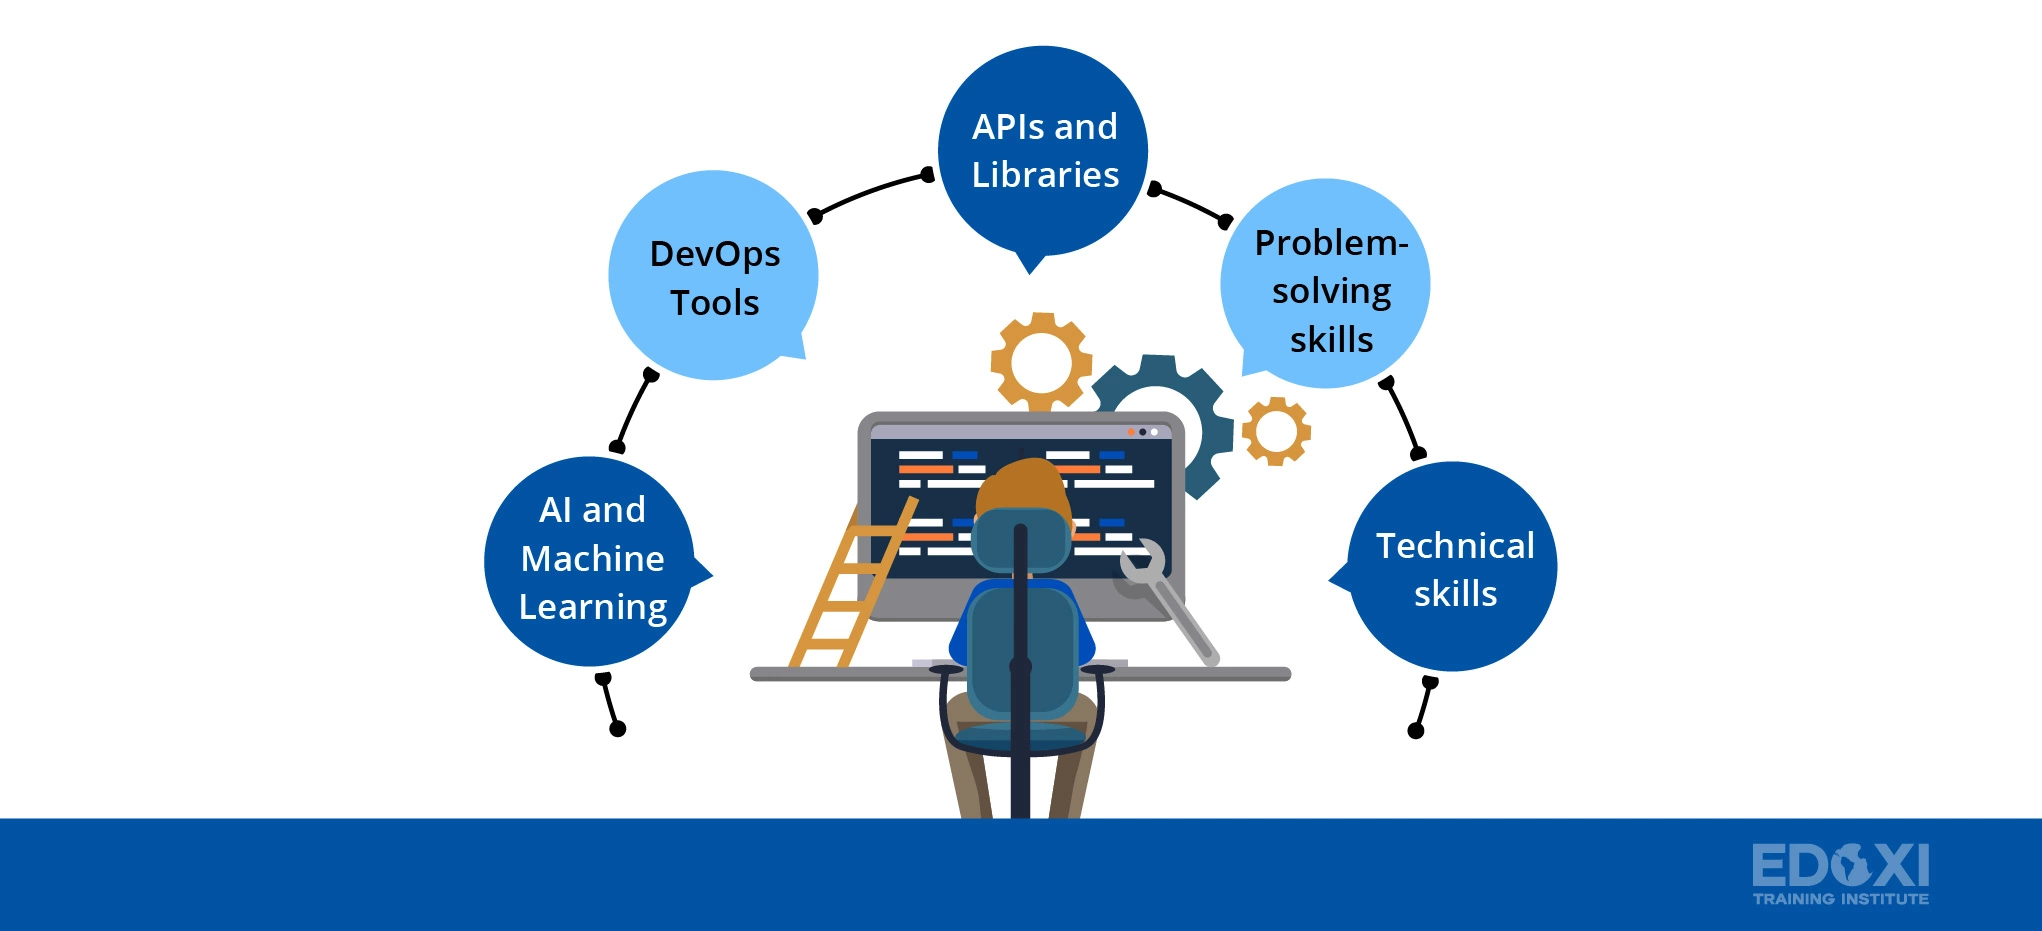 APIs and
Libraries
DevOps
Tools
Problem-
solving
skills
AI and
Machine
Learning
Technical
skills
EDOXI
TRAINING INSTITUTE